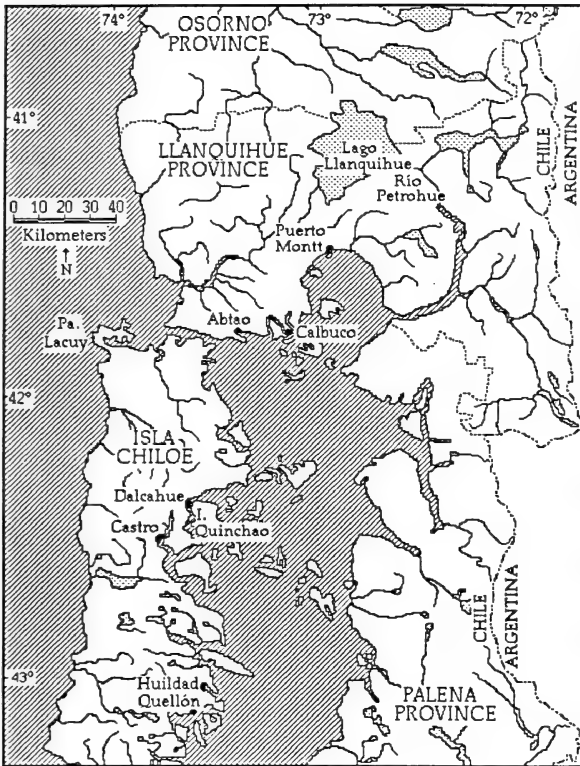 74° 73° 72°
OSORNO
PROVINCE
41°
LLANQUIHUE
PROVINCE
Lago
Llanquihue
Río
Petrohue
CHILE
ARGENTINA
0 10 20 30 40
Kilometers
↑
N
Puerto
Montt
Pa.
Lacuy
Abtao
Calbuco
42°
ISLA
CHILOE
Dalcahue
Castro
I.
Quinchao
CHILE
ARGENTINA
43°
Huildad
Quellón
PALENA
PROVINCE